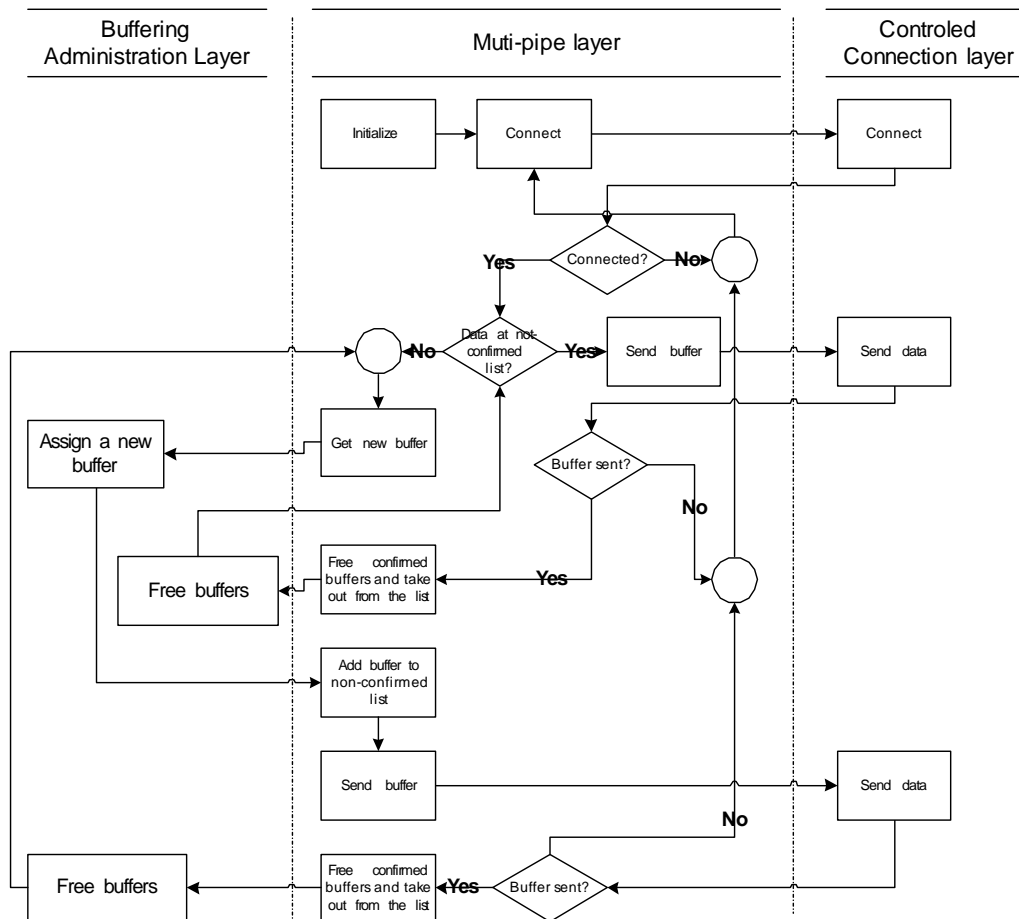 Buffering
Administration Layer
Muti-pipe layer
Controled
Connection layer
Initialize
Connect
Connect
Connected?
Yes
No
Data at not-
confirmed
list?
No
Yes
Send buffer
Send data
Assign a new
buffer
Get new buffer
Buffer sent?
No
Yes
Free buffers
Free confirmed
buffers and take
out from the list
Add buffer to
non-confirmed
list
Send buffer
Send data
No
Free buffers
Free confirmed
buffers and take
out from the list
Yes
Buffer sent?